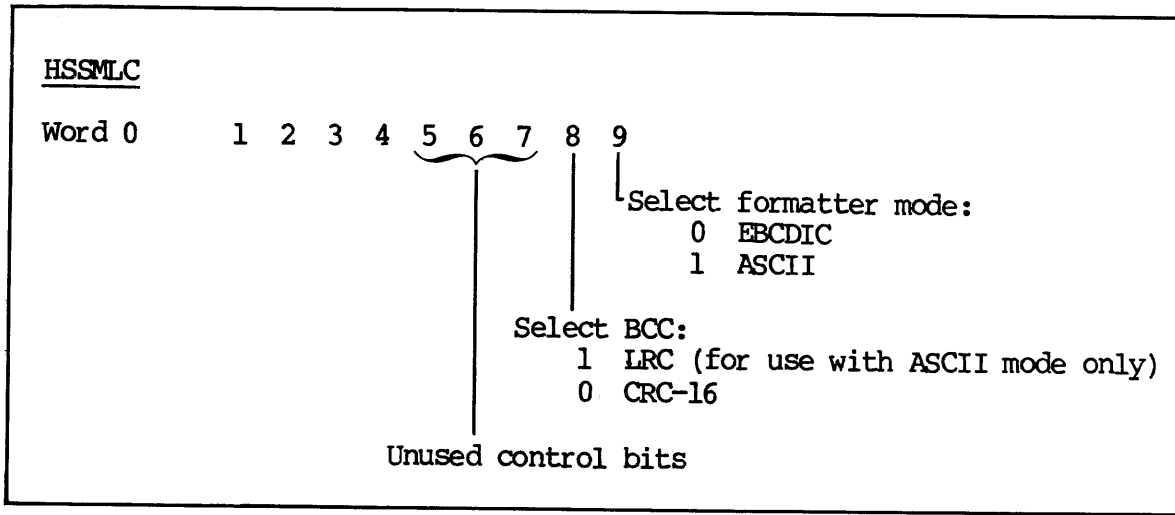 HSSMLC
Word 0 1 2 3 4 5 6 7 8 9
Select formatter mode:
0 EBCDIC
1 ASCII
Select BCC:
1 LRC (for use with ASCII mode only)
0 CRC-16
Unused control bits